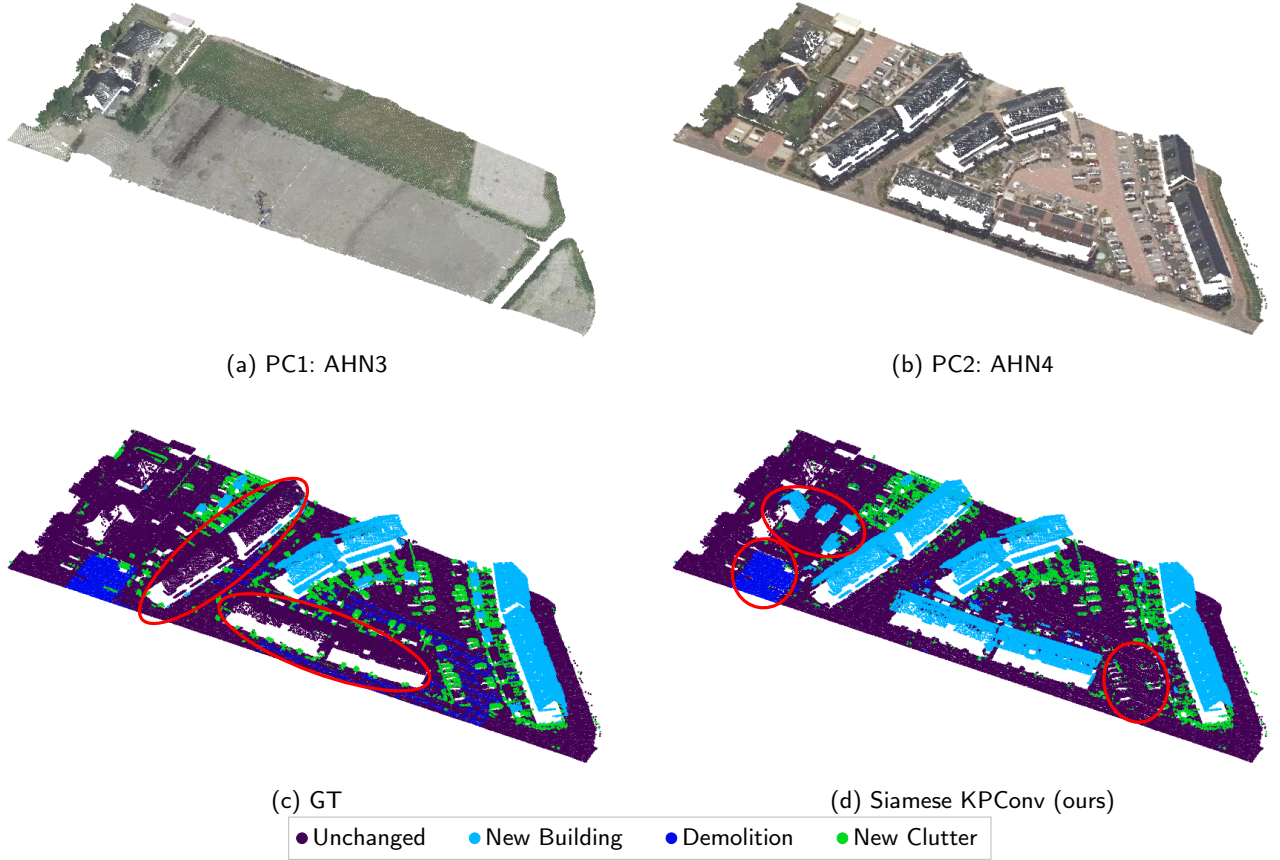 (a) PC1: AHN3
(b) PC2: AHN4
(c) GT
(d) Siamese KPConv (ours)
Unchanged New Building Demolition New Clutter